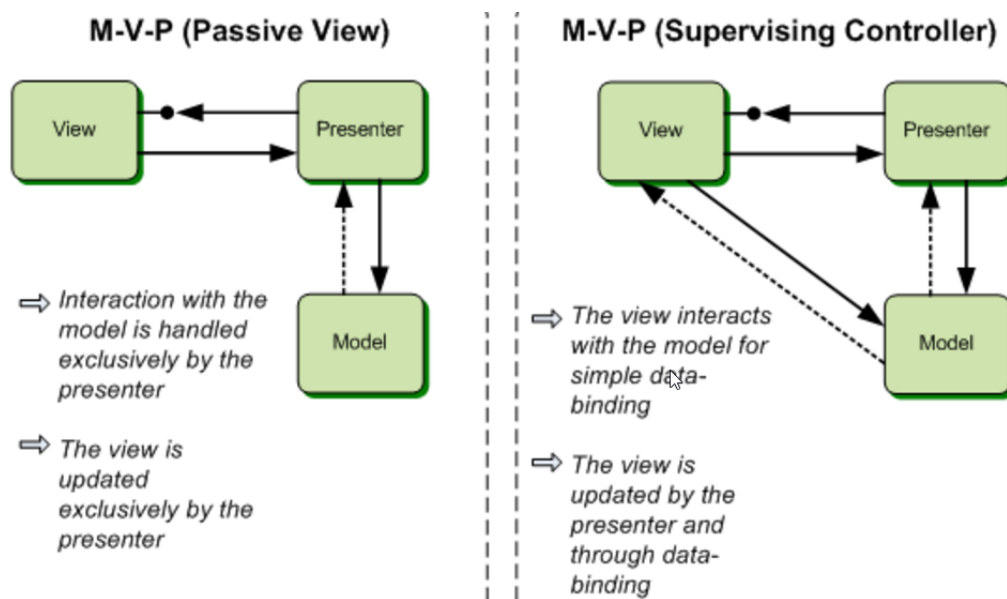 M-V-P (Passive View)
View
Presenter
Model
Interaction with the
model is handled
exclusively by the
presenter
The view is
updated
exclusively by the
presenter
M-V-P (Supervising Controller)
View
Presenter
Model
The view interacts
with the model for
simple data-
binding
The view is
updated by the
presenter and
through data-
binding